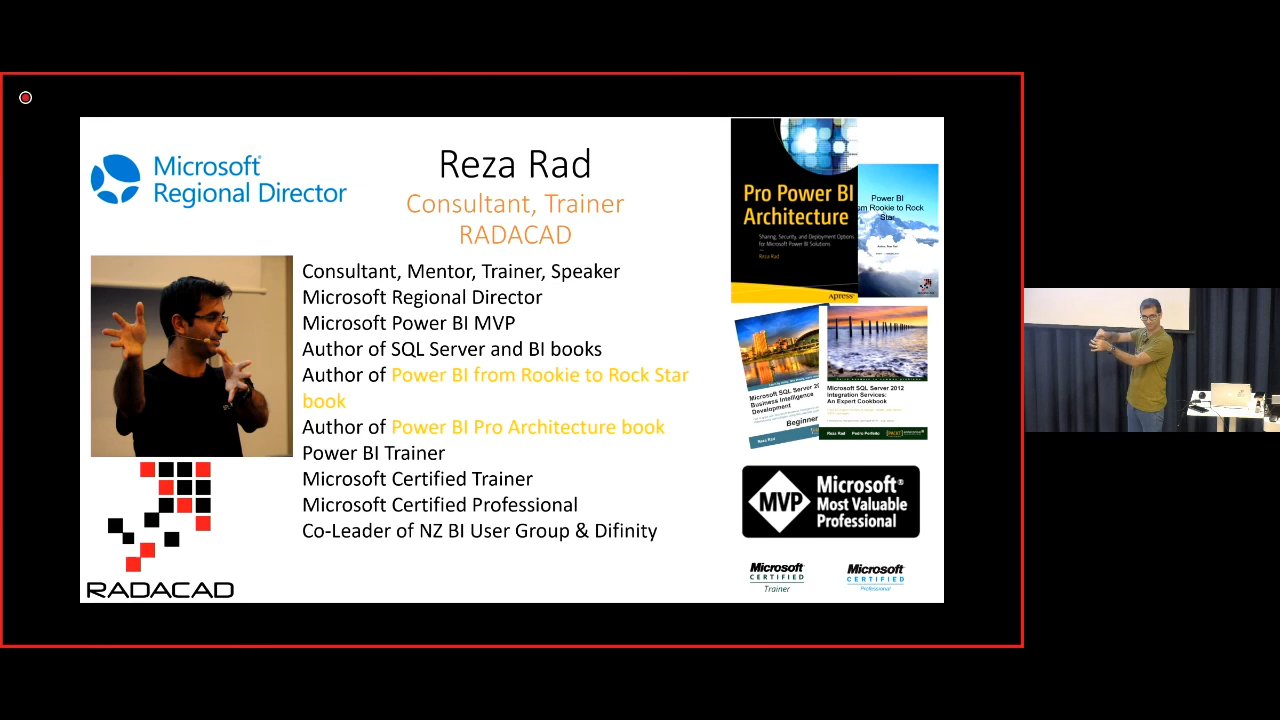 Microsoft
Regional Director
Reza Rad
Consultant, Trainer
RADACAD
Consultant, Mentor, Trainer, Speaker
Microsoft Regional Director
Microsoft Power BI MVP
Author of SQL Server and BI books
Author of Power BI from Rookie to Rock Star
book
Author of Power BI Pro Architecture book
Power BI Trainer
Microsoft Certified Trainer
Microsoft Certified Professional
Co-Leader of NZ BI User Group & Difinity
RADACAD
Pro Power BI
Architecture
Sharing, Security, and Deployment Options
for Microsoft Power BI Solutions
Reza Rad
Apress
Power BI
from Rookie to Rock
Star
Author: Reza Rad
Microsoft SQL Server 20
Business Intelligence
Development
Beginner
Reza Rad
Microsoft SQL Server 2012
Integration Services:
An Expert Cookbook
Reza Rad Pedro Perfeito
MVP
Microsoft®
Most Valuable
Professional
Microsoft
CERTIFIED
Trainer
Microsoft
CERTIFIED
Professional